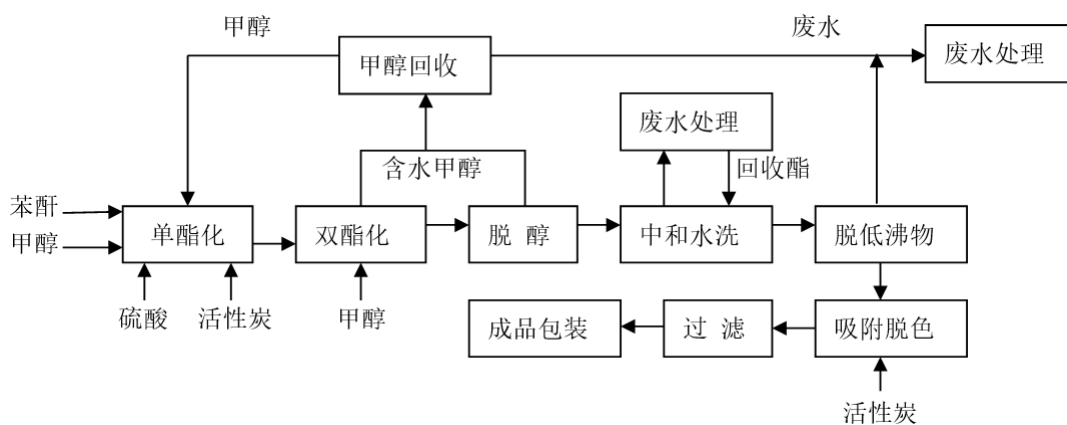 甲醇
废水
甲醇回收
废水处理
废水处理
含水甲醇
回收酯
苯酐
甲醇
单酯化
双酯化
脱 醇
中和水洗
脱低沸物
硫酸
活性炭
甲醇
成品包装
过 滤
吸附脱色
活性炭